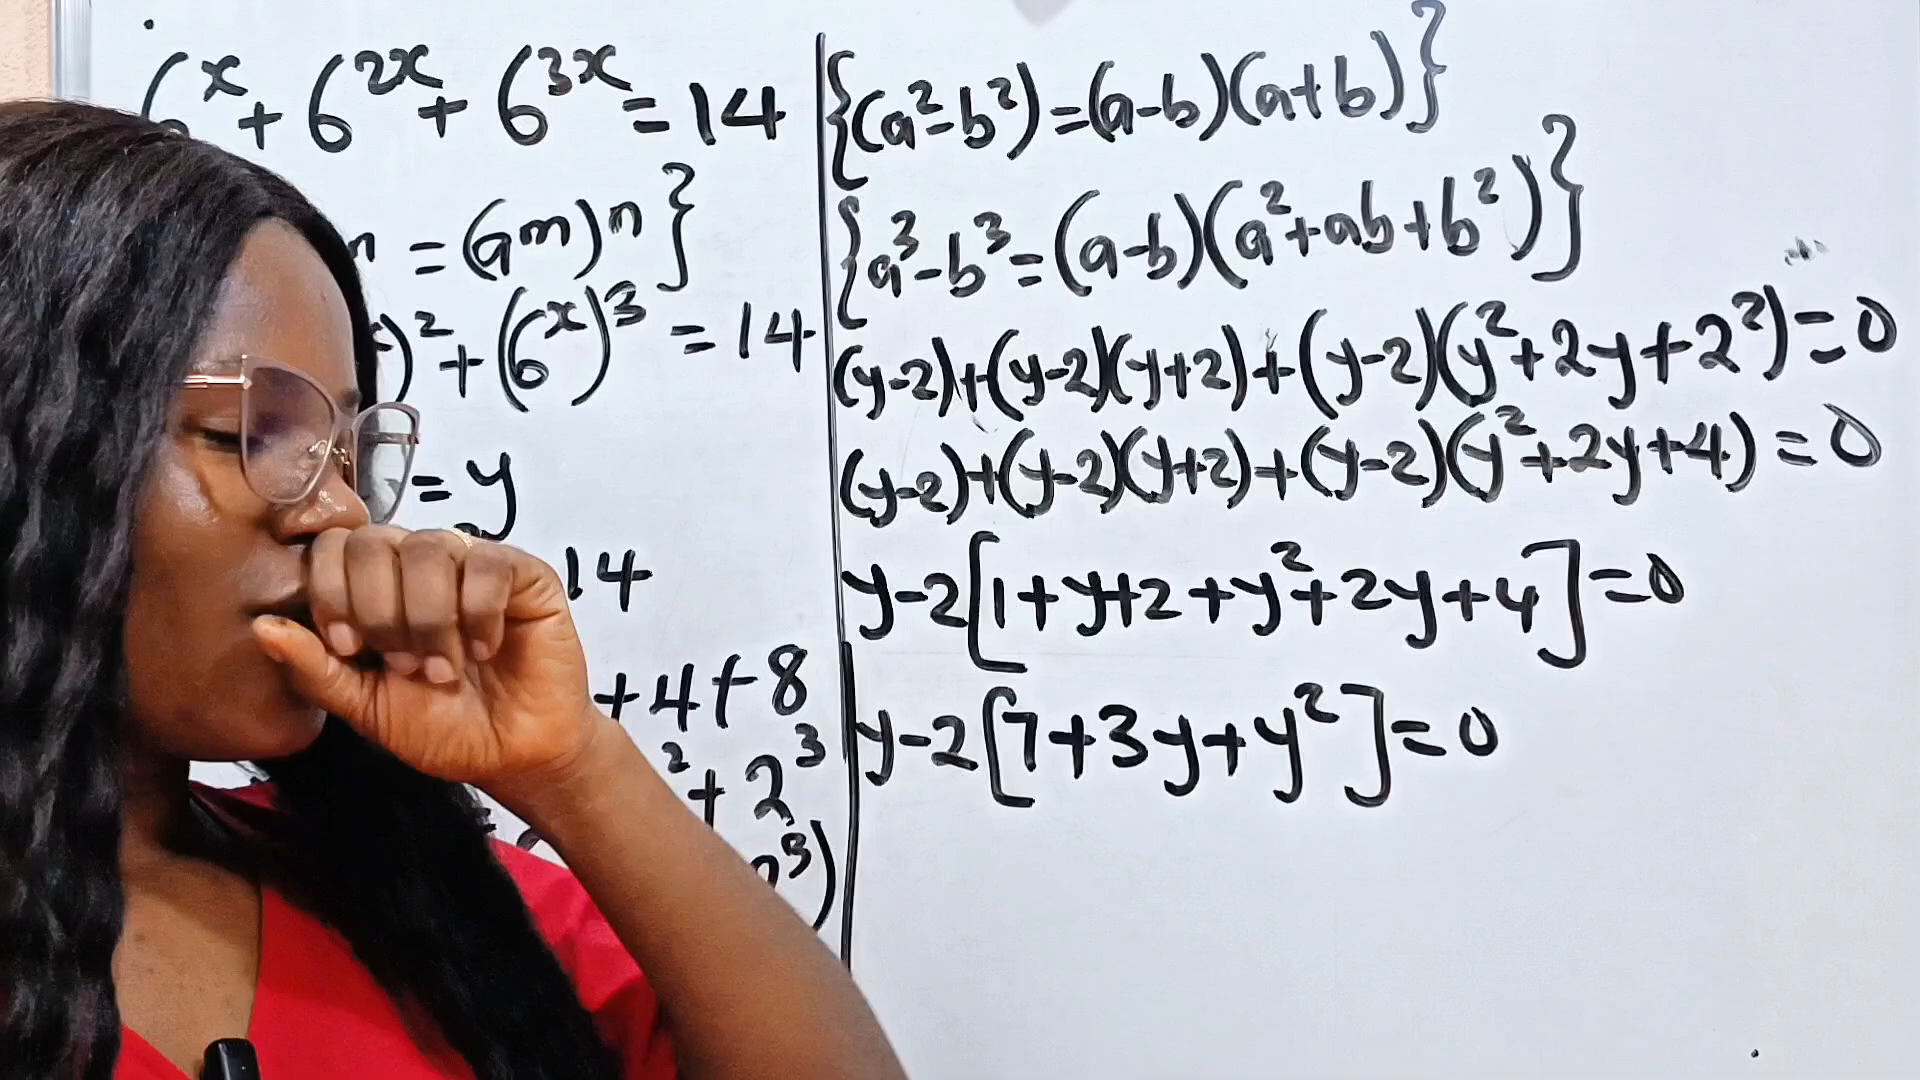 6^x + 6^2x + 6^3x = 14
n = (a^m)^n }
)^2 + (6^x)^3 = 14
= y
14
+ 4 + 8
^2 + 2^3
^3)
{(a^2-b^2) = (a-b)(a+b)}
{a^3-b^3 = (a-b)(a^2+ab+b^2)}
(y-2)+(y-2)(y+2)+(y-2)(y^2+2y+2^2)=0
(y-2)+(y-2)(y+2)+(y-2)(y^2+2y+4)=0
y-2[1+y+2+y^2+2y+4]=0
y-2[7+3y+y^2]=0